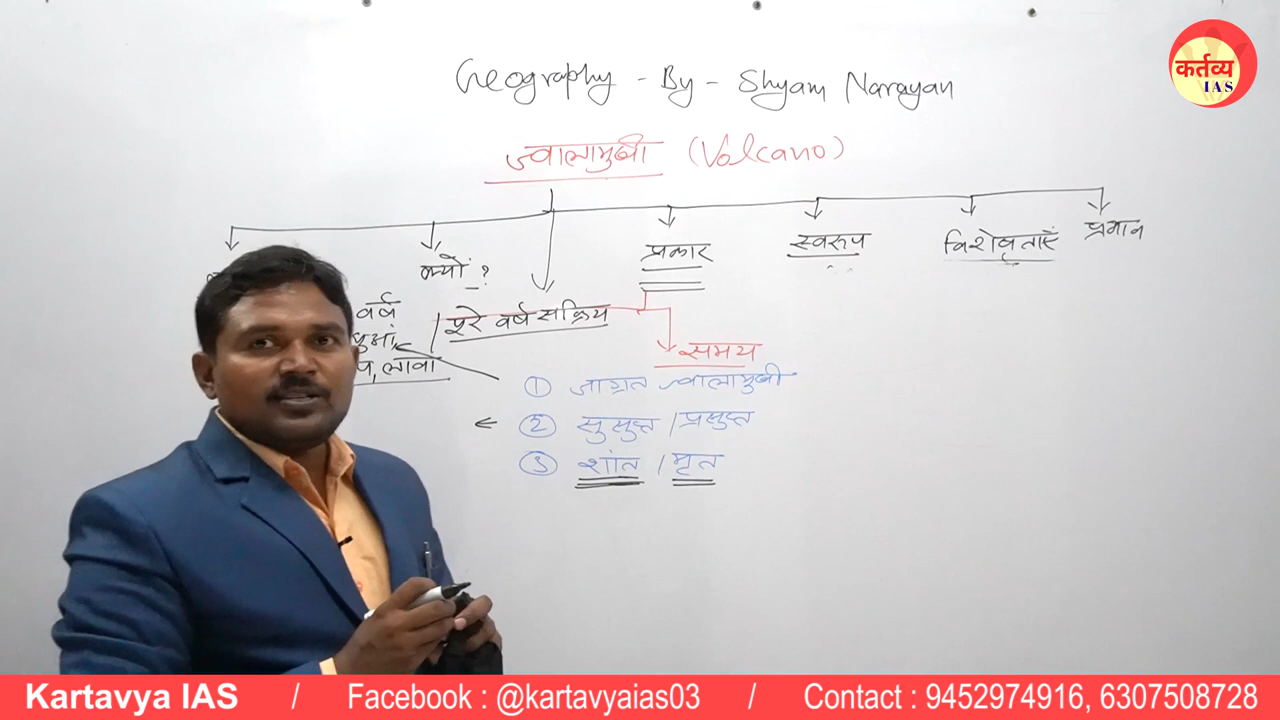 कर्तव्य
IAS
Geography - By - Shyam Narayan
ज्वालामुखी (Volcano)
क्यों ?
प्रकार
स्वरूप
विशेषताएँ
वर्ष
धुआं,
लावा
पूरे वर्ष सक्रिय
समय
① जाग्रत ज्वालामुखी
② सुसुप्त / प्रसुप्त
③ शांत / मृत
Kartavya IAS / Facebook : @kartavyaias03 / Contact : 9452974916, 6307508728